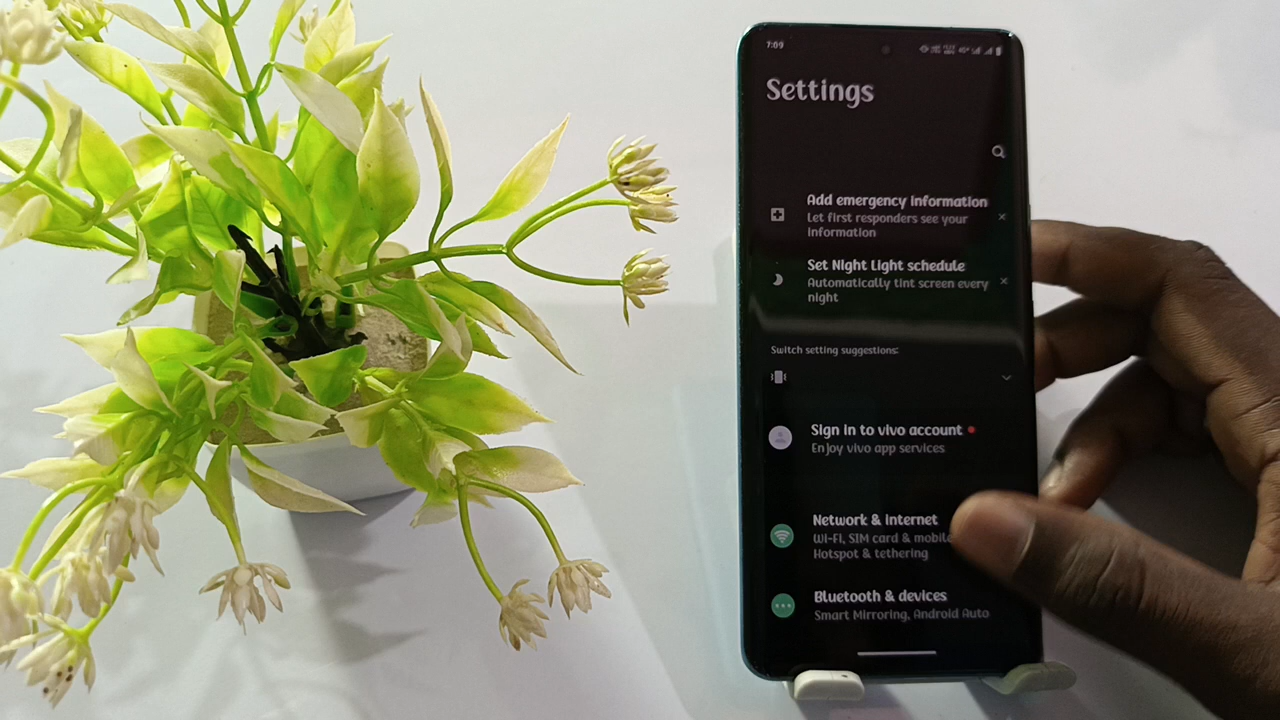 7:09
Settings
Add emergency information
Let first responders see your
information
Set Night Light schedule
Automatically tint screen every
night
Switch setting suggestions:
Sign in to vivo account
Enjoy vivo app services
Network & internet
Wi-Fi, SIM card & mobile
Hotspot & tethering
Bluetooth & devices
Smart Mirroring, Android Auto